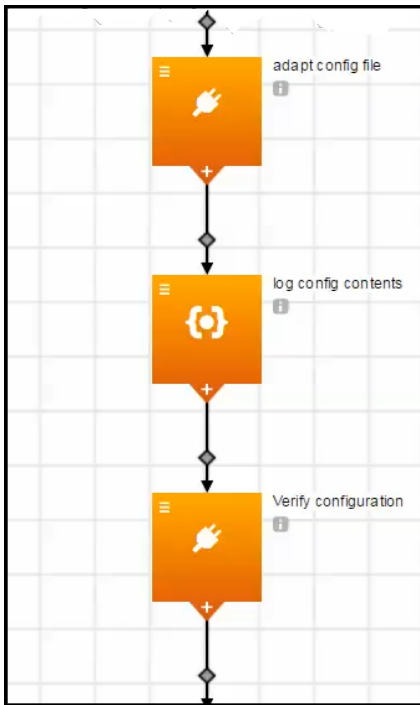 adapt config file
log config contents
Verify configuration